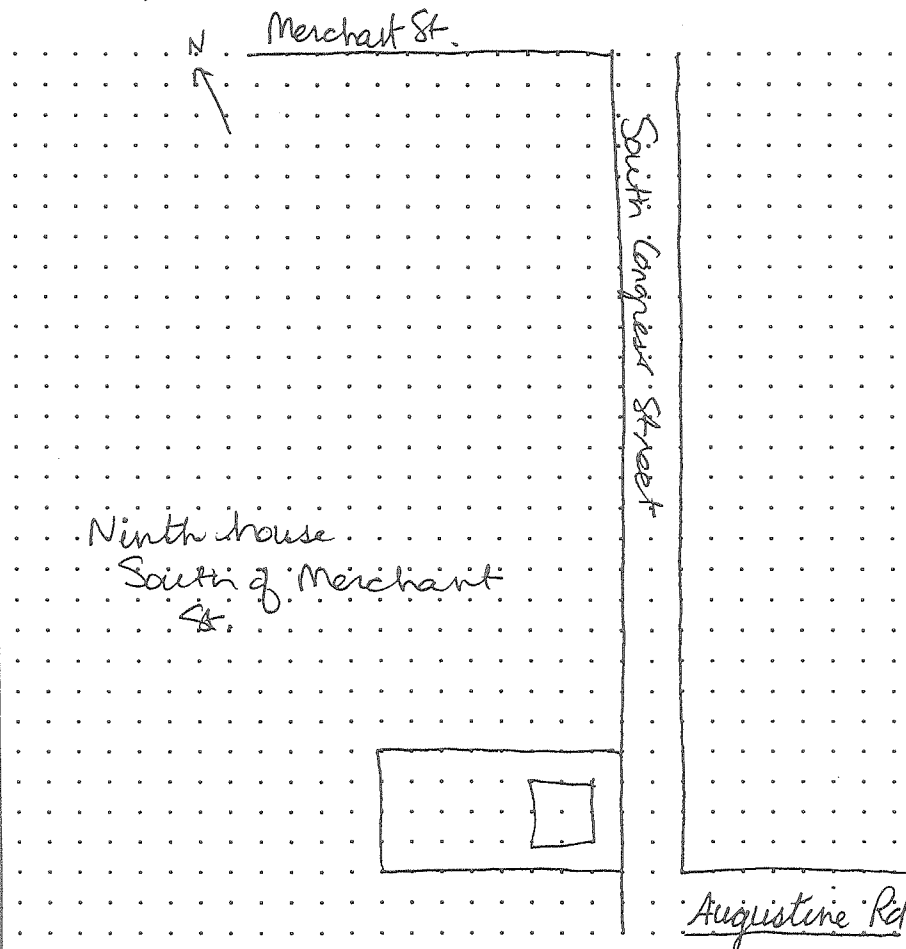 Merchant St.
N
South Congress Street
Ninth house
South of Merchant
St.
Augustine Rd